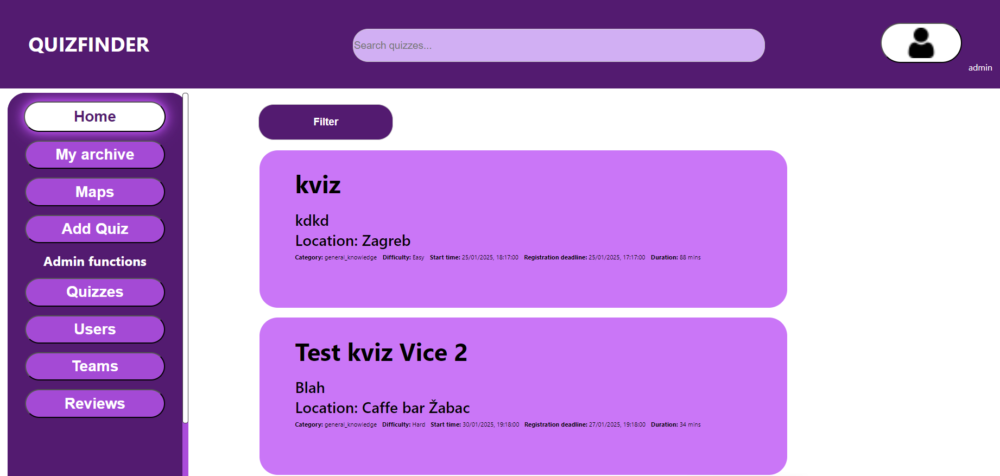 QUIZFINDER
Search quizzes...
admin
Home
My archive
Maps
Add Quiz
Admin functions
Quizzes
Users
Teams
Reviews
Filter
kviz
kdkd
Location: Zagreb
Category: general_knowledge Difficulty: Easy Start time: 25/01/2025, 18:17:00 Registration deadline: 25/01/2025, 17:17:00 Duration: 88 mins
Test kviz Vice 2
Blah
Location: Caffe bar Žabac
Category: general_knowledge Difficulty: Hard Start time: 30/01/2025, 19:18:00 Registration deadline: 27/01/2025, 19:18:00 Duration: 34 mins